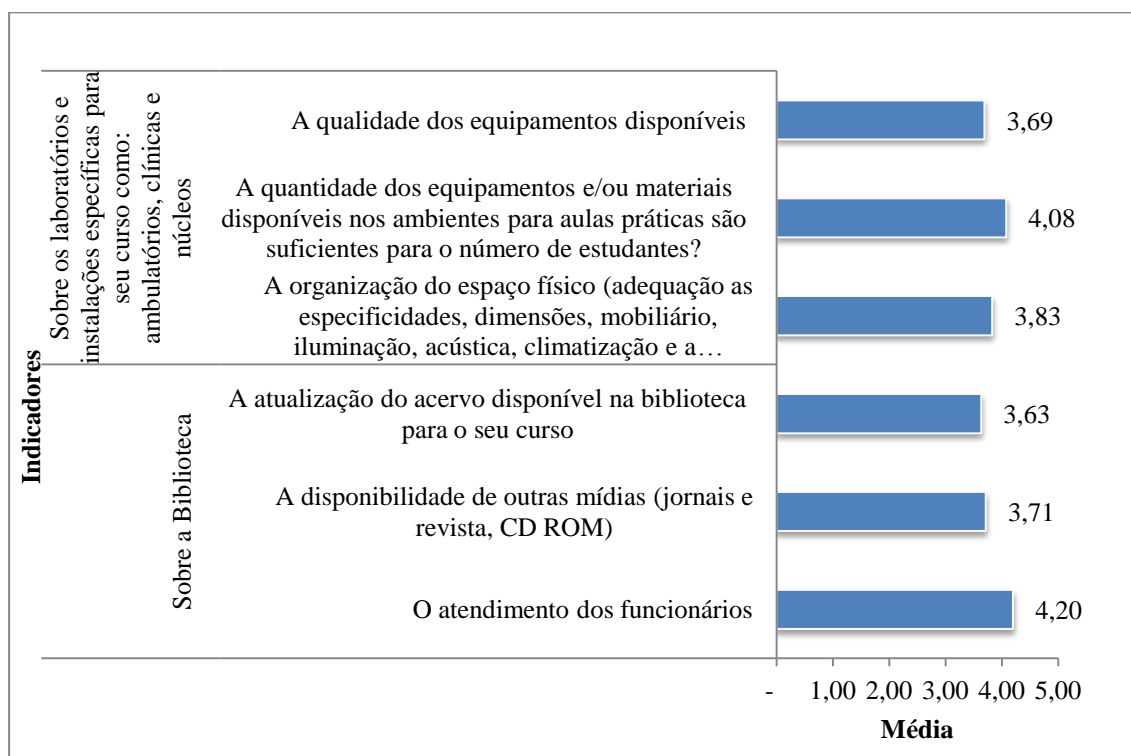 Indicadores
Sobre os laboratórios e
instalações específicas para
seu curso como:
ambulatórios, clínicas e
núcleos
A qualidade dos equipamentos disponíveis
3,69
A quantidade dos equipamentos e/ou materiais
disponíveis nos ambientes para aulas práticas são
suficientes para o número de estudantes?
4,08
A organização do espaço físico (adequação as
especificidades, dimensões, mobiliário,
iluminação, acústica, climatização e a…
3,83
Sobre a Biblioteca
A atualização do acervo disponível na biblioteca
para o seu curso
3,63
A disponibilidade de outras mídias (jornais e
revista, CD ROM)
3,71
O atendimento dos funcionários
4,20
- 1,00 2,00 3,00 4,00 5,00
Média